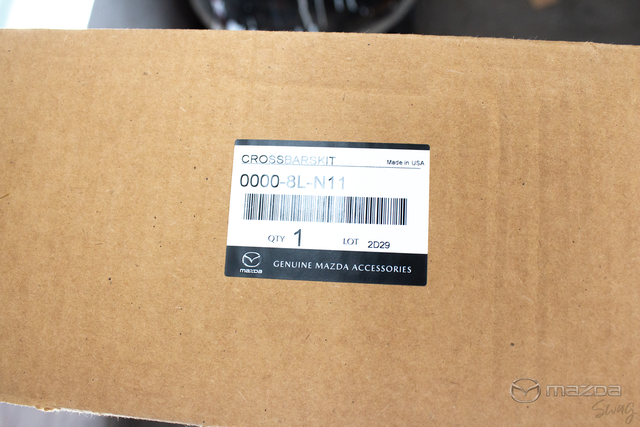 CROSSBARSKIT Made in USA
0000-8L-N11
QTY 1 LOT 2D29
mazda GENUINE MAZDA ACCESSORIES
mazda
Swag